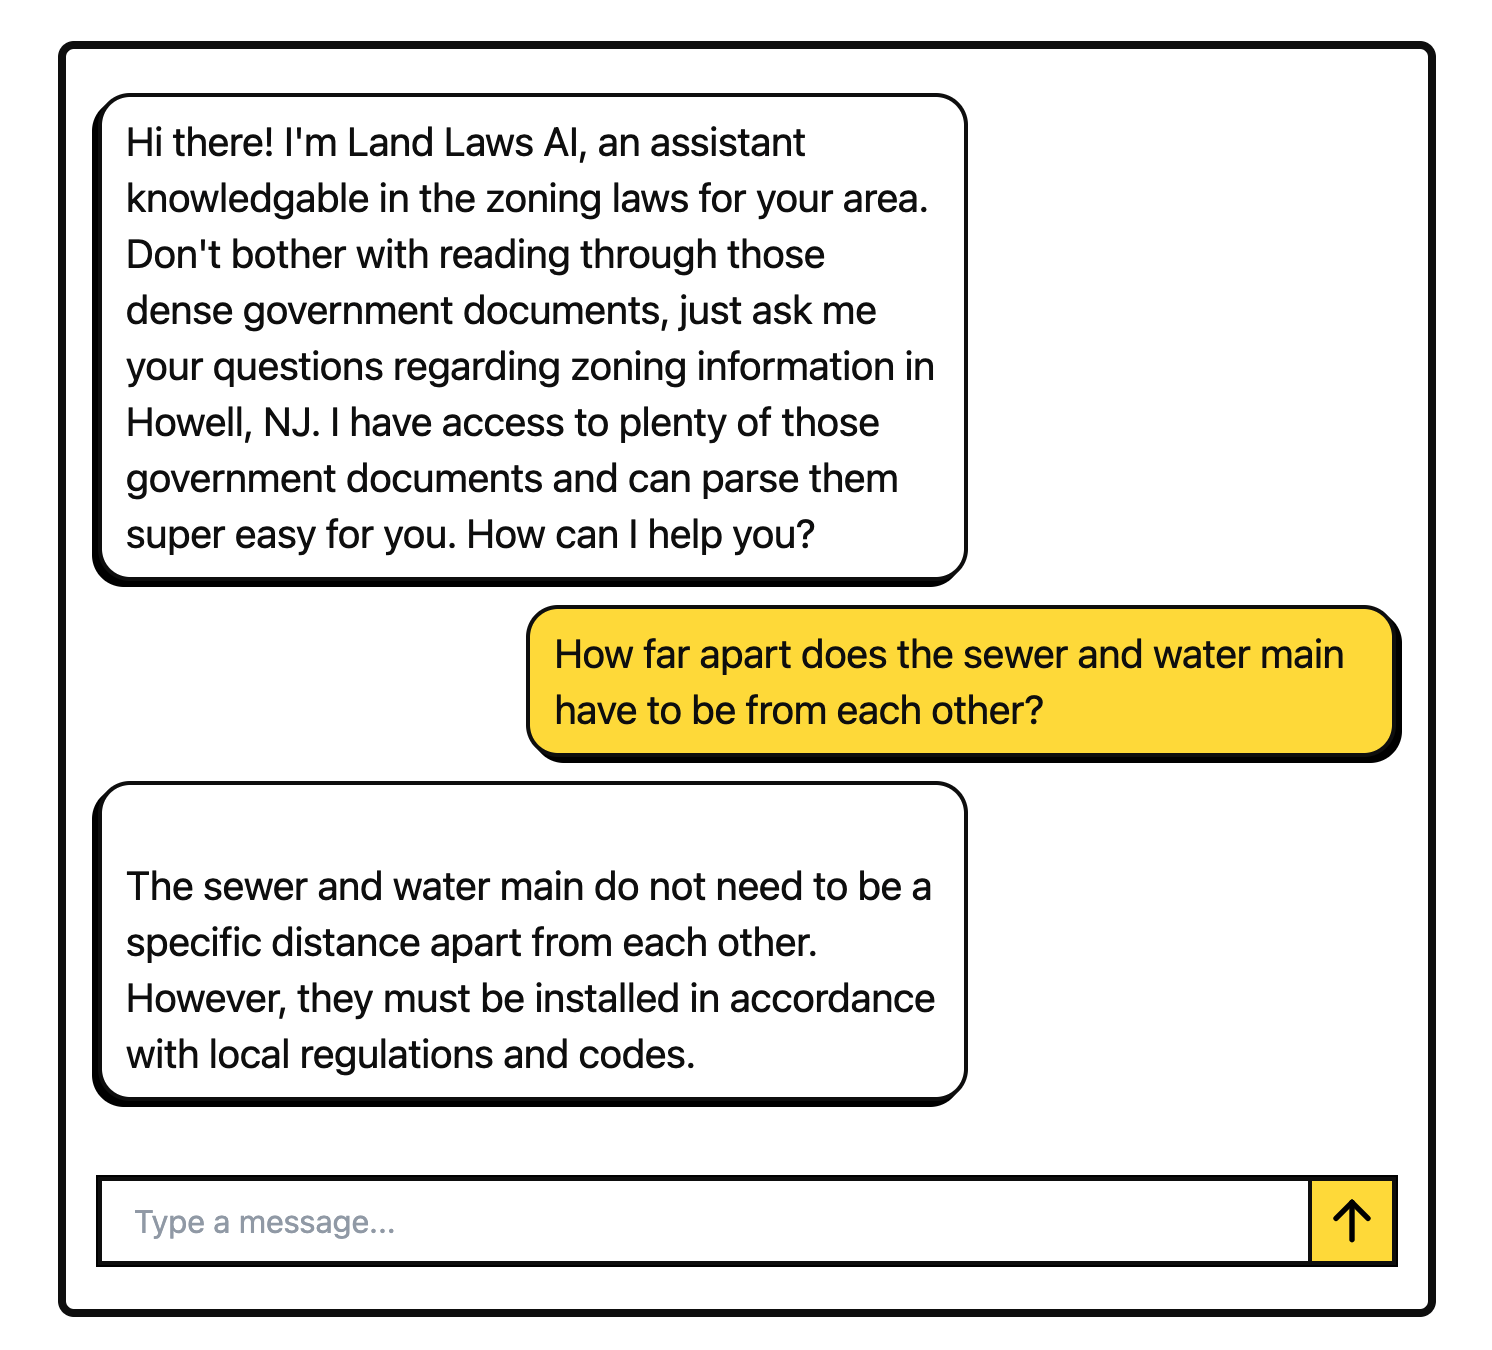 Hi there! I'm Land Laws AI, an assistant
knowledgable in the zoning laws for your area.
Don't bother with reading through those
dense government documents, just ask me
your questions regarding zoning information in
Howell, NJ. I have access to plenty of those
government documents and can parse them
super easy for you. How can I help you?
How far apart does the sewer and water main
have to be from each other?
The sewer and water main do not need to be a
specific distance apart from each other.
However, they must be installed in accordance
with local regulations and codes.
Type a message...